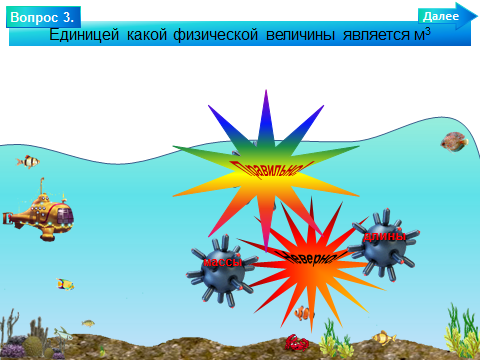 Вопрос 3.
Далее
Единицей какой физической величины является м³
Правильно!
длины
Неверно
массы